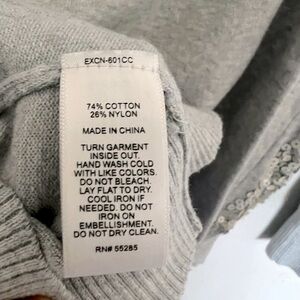 EXCN-601CC
74% COTTON
26% NYLON
MADE IN CHINA
TURN GARMENT
INSIDE OUT.
HAND WASH COLD
WITH LIKE COLORS.
DO NOT BLEACH.
LAY FLAT TO DRY.
COOL IRON IF
NEEDED. DO NOT
IRON ON
EMBELLISHMENT.
DO NOT DRY CLEAN.
RN# 55285